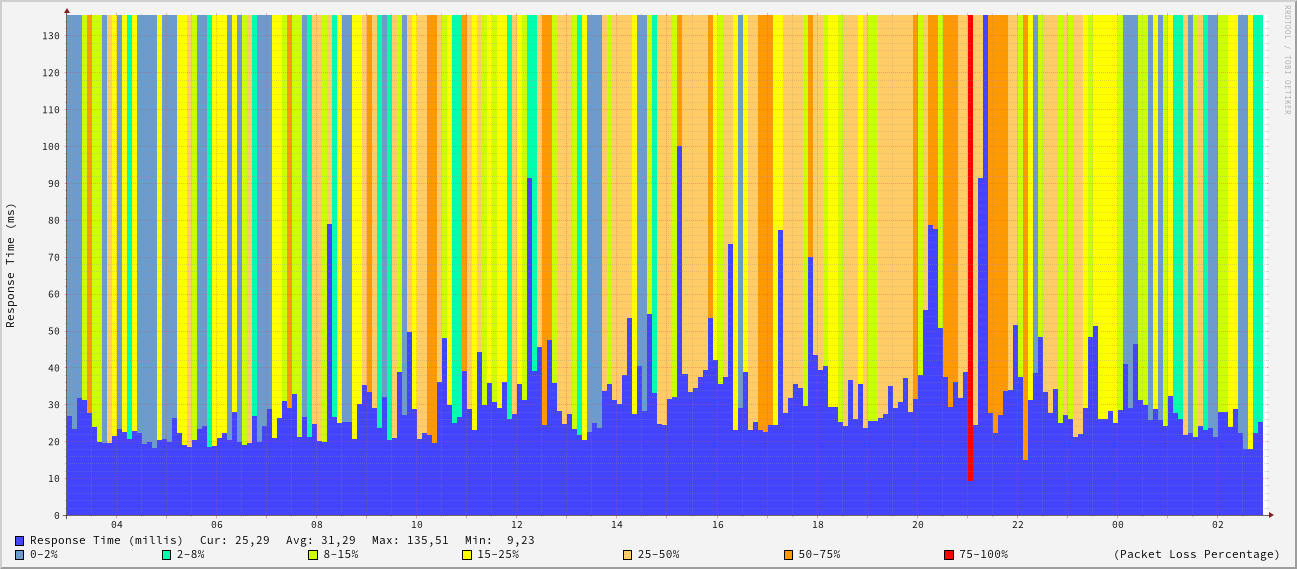 RRDTOOL / TOBI OETIKER
Response Time (ms)
130
120
110
100
90
80
70
60
50
40
30
20
10
0
04 06 08 10 12 14 16 18 20 22 00 02
Response Time (millis) Cur: 25,29 Avg: 31,29 Max: 135,51 Min: 9,23
0-2% 2-8% 8-15% 15-25% 25-50% 50-75% 75-100% (Packet Loss Percentage)